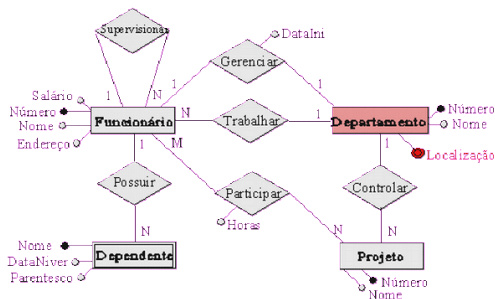 Supervisionar
DataIni
1
N
1
Gerenciar
1
Salário
Número
Nome
Endereço
Funcionário
N
Trabalhar
1
Departamento
Número
Nome
Localização
1
M
1
Possuir
Participar
Controlar
Horas
N
N
N
Nome
DataNiver
Parentesco
Dependente
Projeto
Número
Nome